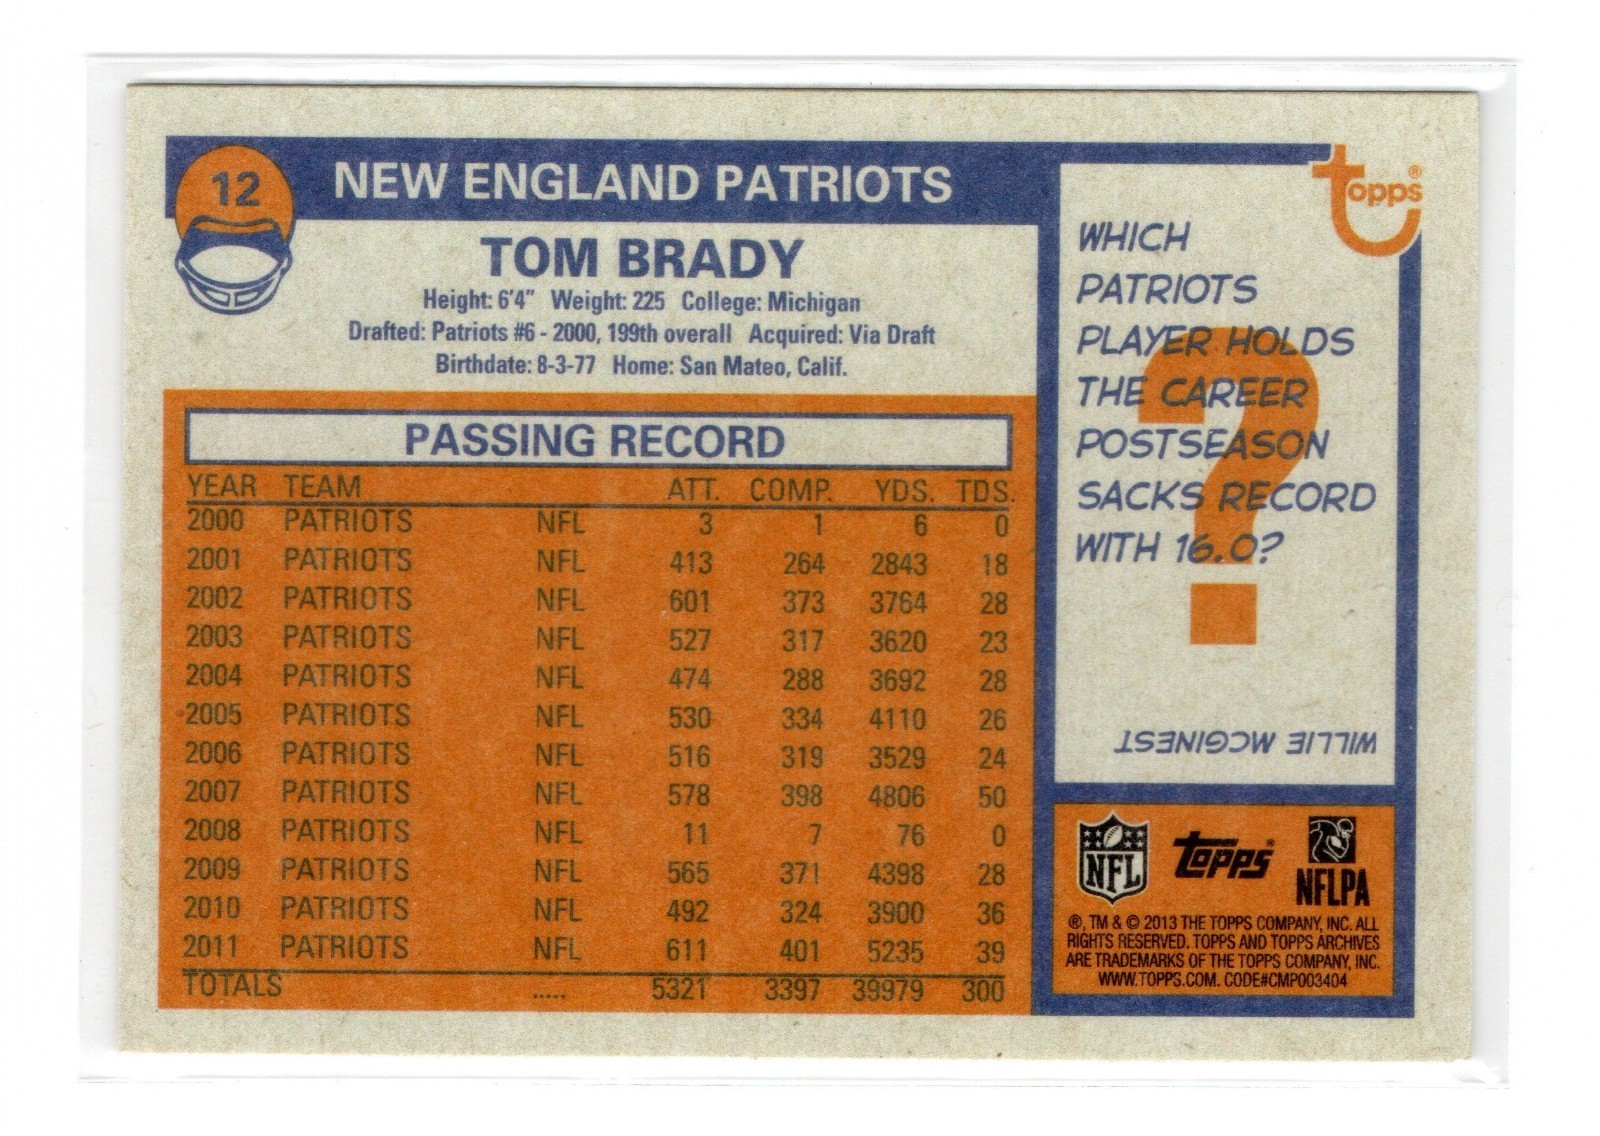 12
NEW ENGLAND PATRIOTS
TOM BRADY
Height: 6'4" Weight: 225 College: Michigan
Drafted: Patriots #6 - 2000, 199th overall Acquired: Via Draft
Birthdate: 8-3-77 Home: San Mateo, Calif.
PASSING RECORD
YEAR TEAM ATT. COMP. YDS. TDS.
2000 PATRIOTS NFL 3 1 6 0
2001 PATRIOTS NFL 413 264 2843 18
2002 PATRIOTS NFL 601 373 3764 28
2003 PATRIOTS NFL 527 317 3620 23
2004 PATRIOTS NFL 474 288 3692 28
2005 PATRIOTS NFL 530 334 4110 26
2006 PATRIOTS NFL 516 319 3529 24
2007 PATRIOTS NFL 578 398 4806 50
2008 PATRIOTS NFL 11 7 76 0
2009 PATRIOTS NFL 565 371 4398 28
2010 PATRIOTS NFL 492 324 3900 36
2011 PATRIOTS NFL 611 401 5235 39
TOTALS ..... 5321 3397 39979 300
topps®
WHICH
PATRIOTS
PLAYER HOLDS
THE CAREER
POSTSEASON
SACKS RECORD
WITH 16.0?
?
WILLIE MCGINEST
NFL
topps®
NFLPA
®, TM & © 2013 THE TOPPS COMPANY, INC. ALL
RIGHTS RESERVED. TOPPS AND TOPPS ARCHIVES
ARE TRADEMARKS OF THE TOPPS COMPANY, INC.
WWW.TOPPS.COM. CODE#CMP003404